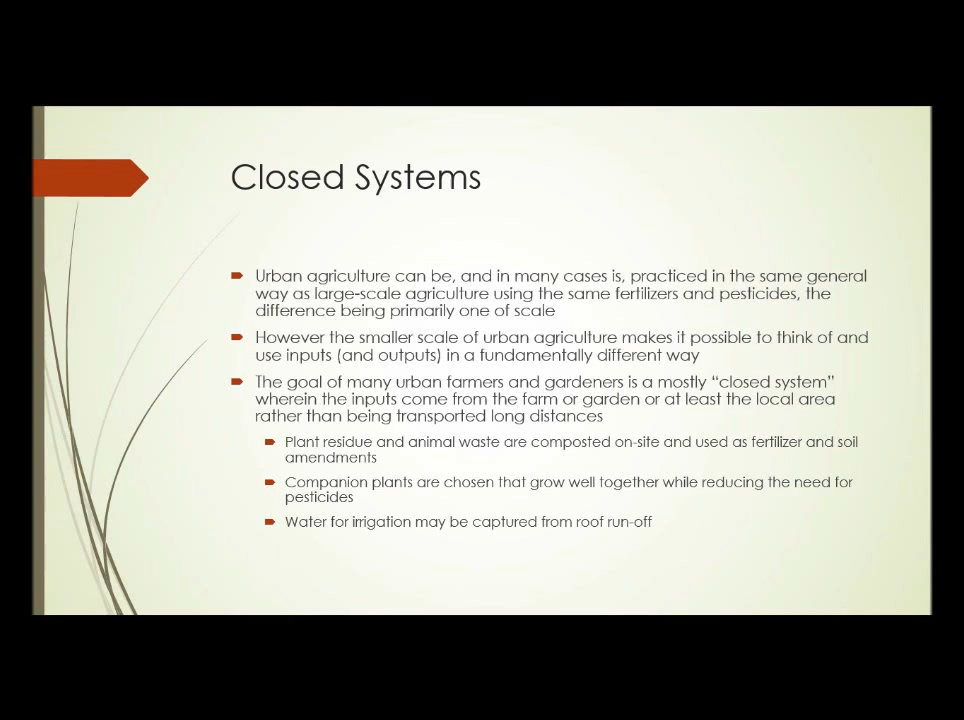 Closed Systems
Urban agriculture can be, and in many cases is, practiced in the same general
way as large-scale agriculture using the same fertilizers and pesticides, the
difference being primarily one of scale
However the smaller scale of urban agriculture makes it possible to think of and
use inputs (and outputs) in a fundamentally different way
The goal of many urban farmers and gardeners is a mostly “closed system”
wherein the inputs come from the farm or garden or at least the local area
rather than being transported long distances
Plant residue and animal waste are composted on-site and used as fertilizer and soil
amendments
Companion plants are chosen that grow well together while reducing the need for
pesticides
Water for irrigation may be captured from roof run-off